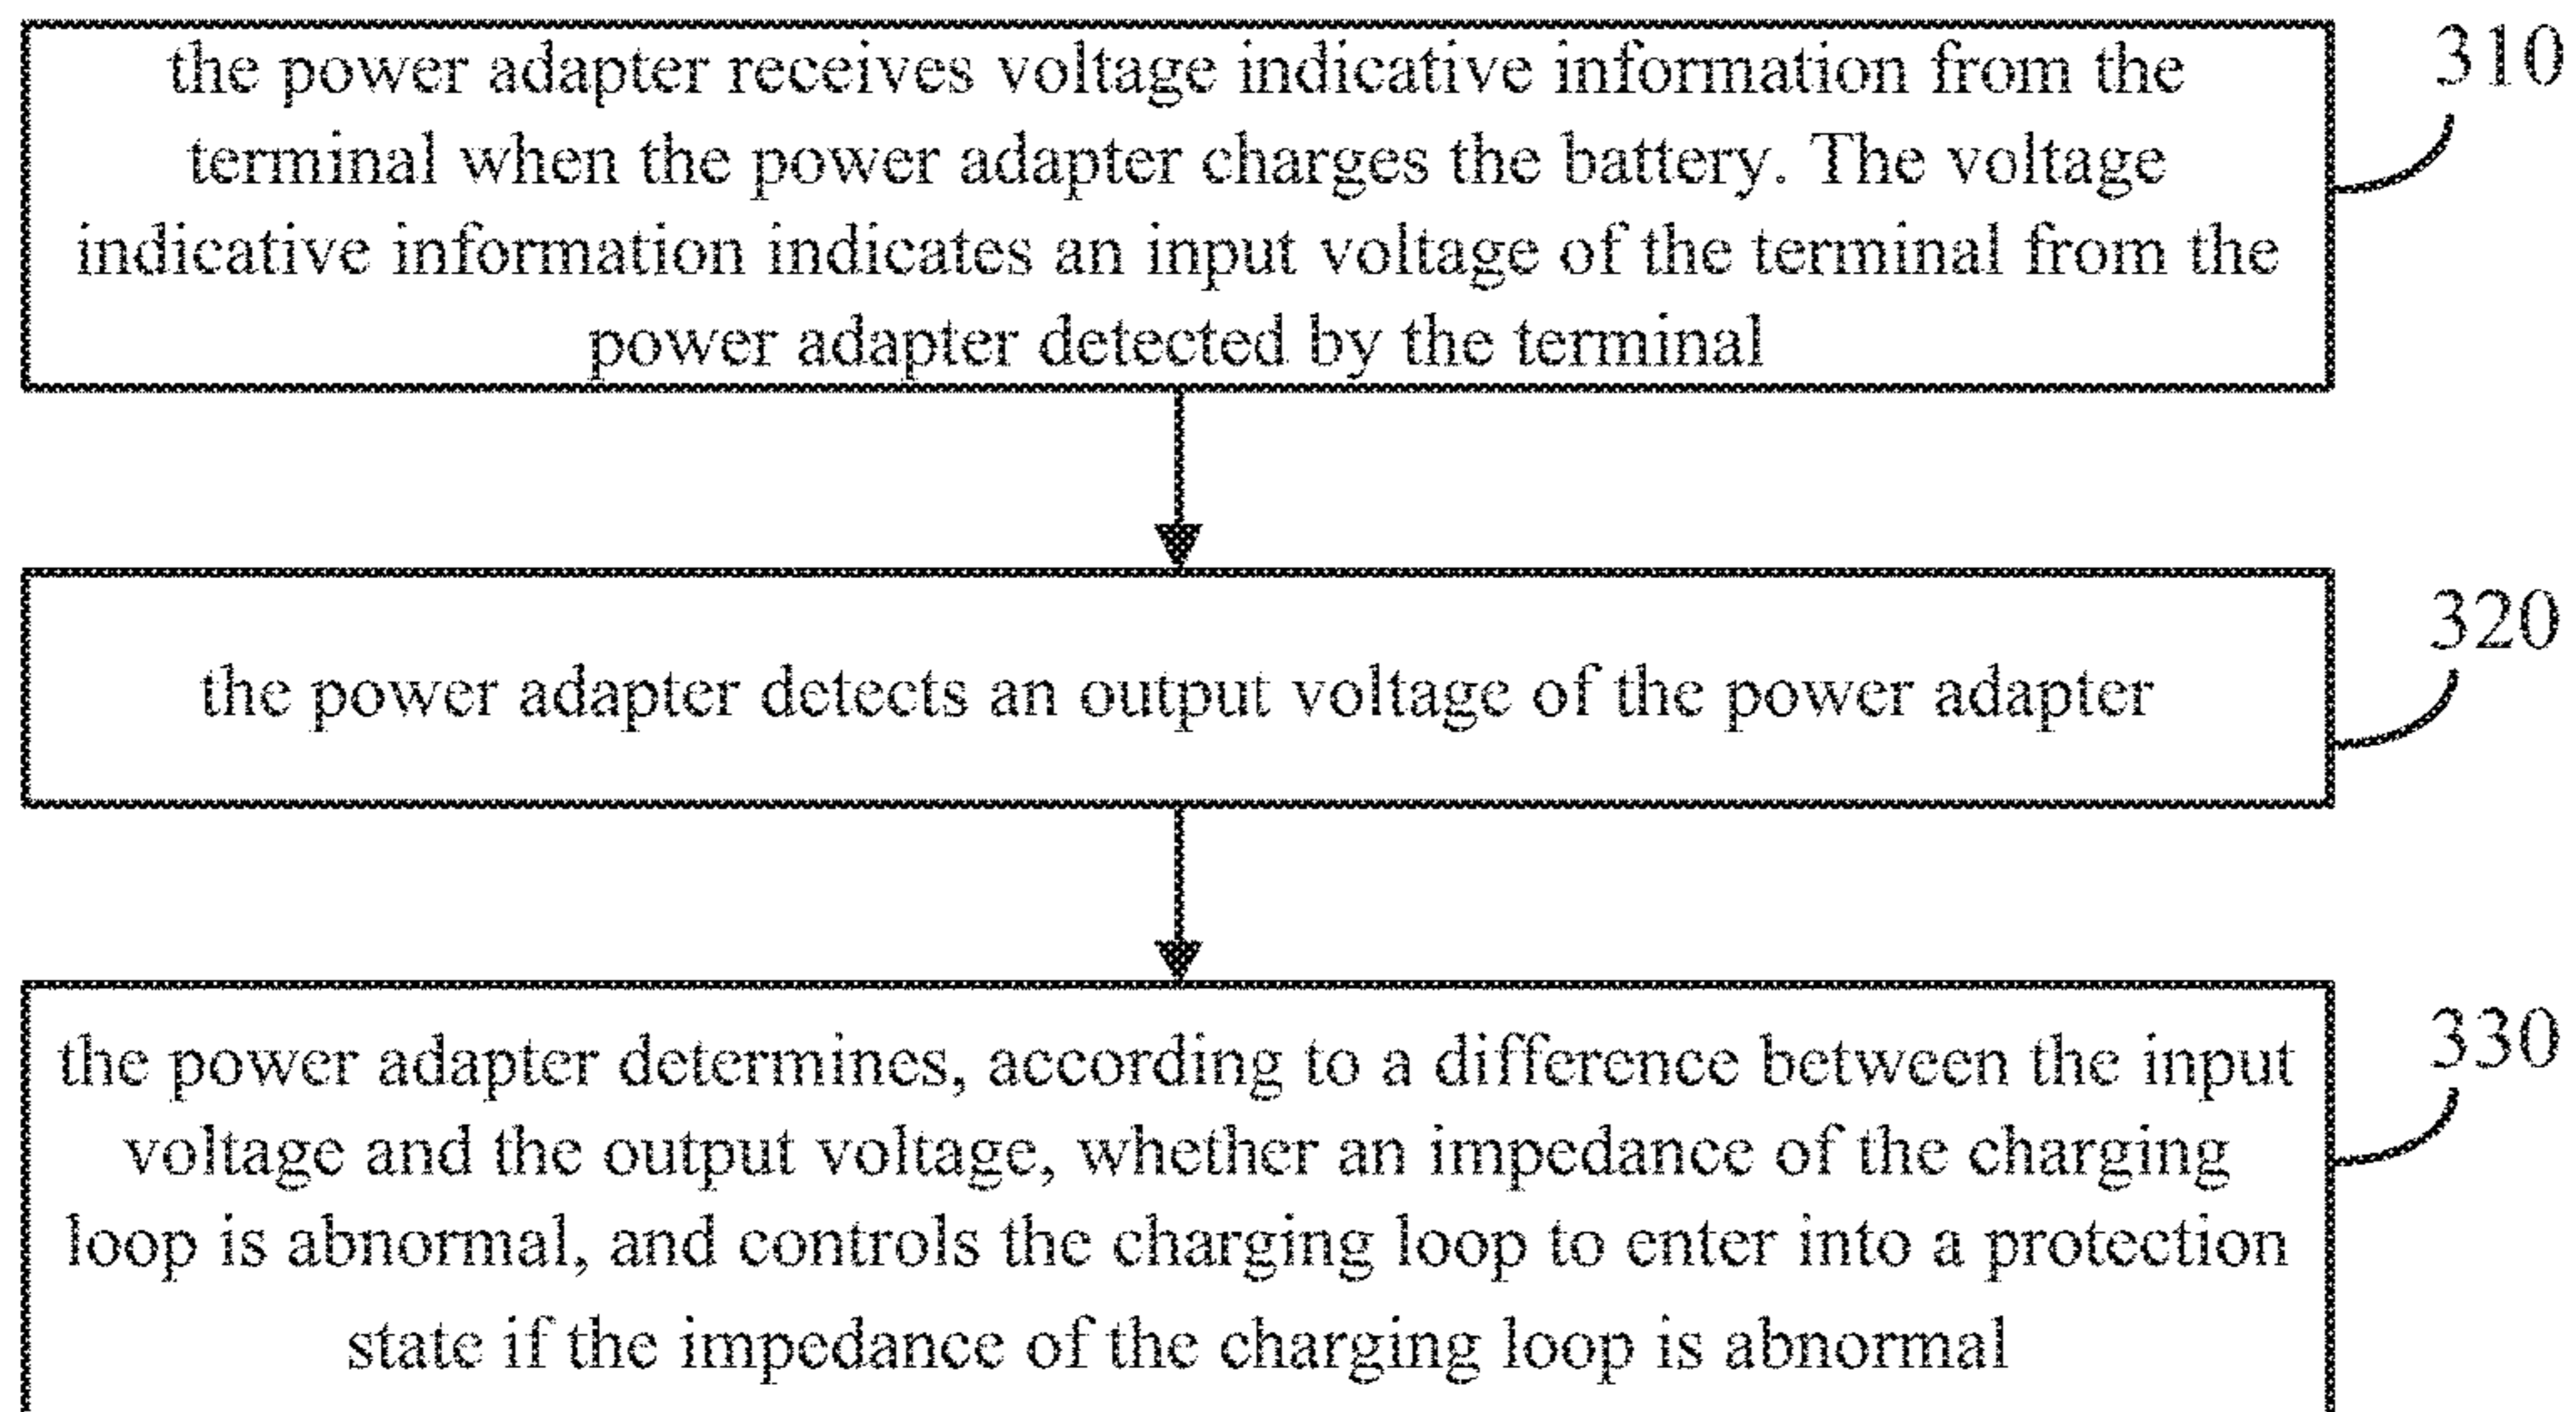 the power adapter receives voltage indicative information from the
310
terminal when the power adapter charges the battery. The voltage
indicative information indicates an input voltage of the terminal from the
power adapter detected by the terminal
320
the power adapter detects an output voltage of the power adapter
330
the power adapter determines, according to a difference between the input
voltage and the output voltage, whether an impedance of the charging
loop is abnormal, and controls the charging loop to enter into a protection
state if the impedance of the charging loop is abnormal